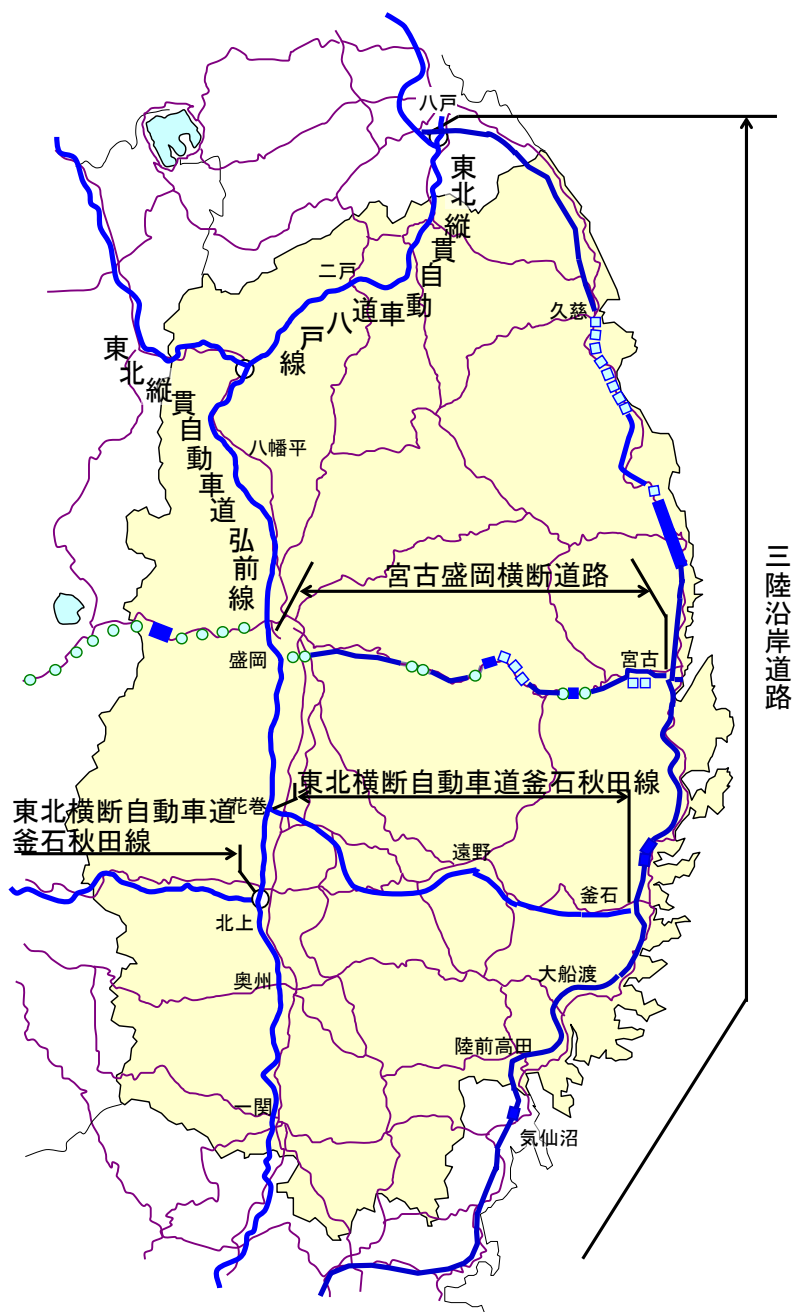 八戸
東北縦貫自動車道八戸線
二戸
久慈
東北縦貫自動車道弘前線
八幡平
三陸沿岸道路
宮古盛岡横断道路
盛岡
宮古
東北横断自動車道釜石秋田線
花巻
東北横断自動車道
釜石秋田線
遠野
釜石
北上
大船渡
奥州
陸前高田
一関
気仙沼